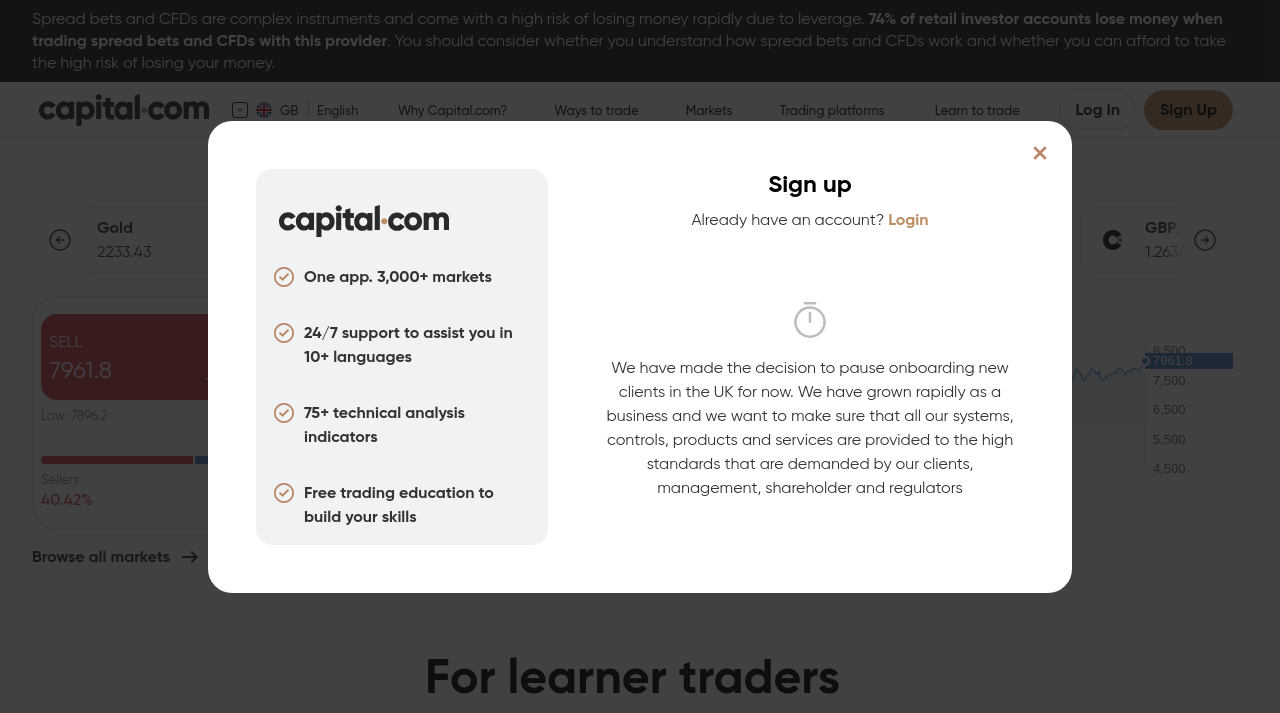 Spread bets and CFDs are complex instruments and come with a high risk of losing money rapidly due to leverage. 74% of retail investor accounts lose money when
trading spread bets and CFDs with this provider. You should consider whether you understand how spread bets and CFDs work and whether you can afford to take
the high risk of losing your money.
capital.com GB English Why Capital.com? Ways to trade Markets Trading platforms Learn to trade Log In Sign Up
Gold
2233.43
GBP/
1.2636
SELL
7961.8
Low: 7896.2
Sellers
40.42%
Browse all markets
8,500
7961.8
7,500
6,500
5,500
4,500
capital.com
One app. 3,000+ markets
24/7 support to assist you in
10+ languages
75+ technical analysis
indicators
Free trading education to
build your skills
Sign up
Already have an account? Login
We have made the decision to pause onboarding new
clients in the UK for now. We have grown rapidly as a
business and we want to make sure that all our systems,
controls, products and services are provided to the high
standards that are demanded by our clients,
management, shareholder and regulators
For learner traders